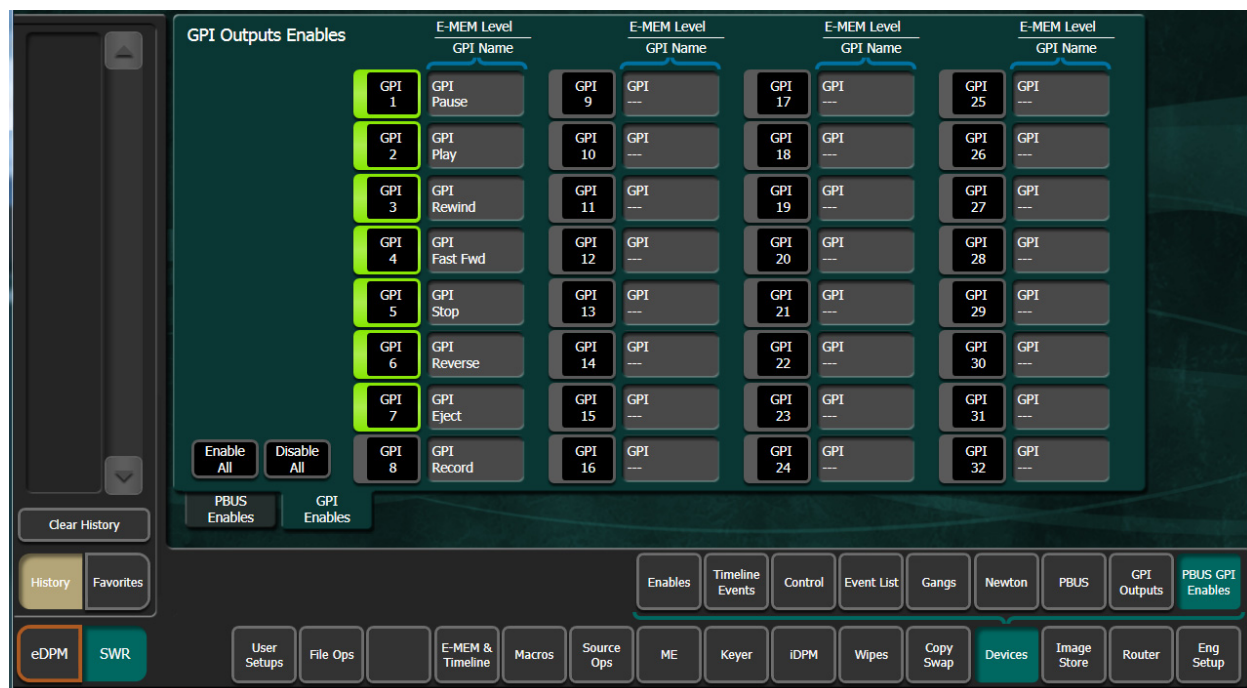 GPI Outputs Enables
E-MEM Level
GPI Name
E-MEM Level
GPI Name
E-MEM Level
GPI Name
E-MEM Level
GPI Name
GPI
1
GPI
Pause
GPI
9
GPI
---
GPI
17
GPI
---
GPI
25
GPI
---
GPI
2
GPI
Play
GPI
10
GPI
---
GPI
18
GPI
---
GPI
26
GPI
---
GPI
3
GPI
Rewind
GPI
11
GPI
---
GPI
19
GPI
---
GPI
27
GPI
---
GPI
4
GPI
Fast Fwd
GPI
12
GPI
---
GPI
20
GPI
---
GPI
28
GPI
---
GPI
5
GPI
Stop
GPI
13
GPI
---
GPI
21
GPI
---
GPI
29
GPI
---
GPI
6
GPI
Reverse
GPI
14
GPI
---
GPI
22
GPI
---
GPI
30
GPI
---
GPI
7
GPI
Eject
GPI
15
GPI
---
GPI
23
GPI
---
GPI
31
GPI
---
Enable
All
Disable
All
GPI
8
GPI
Record
GPI
16
GPI
---
GPI
24
GPI
---
GPI
32
GPI
---
PBUS
Enables
GPI
Enables
Clear History
History
Favorites
Enables
Timeline
Events
Control
Event List
Gangs
Newton
PBUS
GPI
Outputs
PBUS GPI
Enables
eDPM
SWR
User
Setups
File Ops
E-MEM &
Timeline
Macros
Source
Ops
ME
Keyer
iDPM
Wipes
Copy
Swap
Devices
Image
Store
Router
Eng
Setup